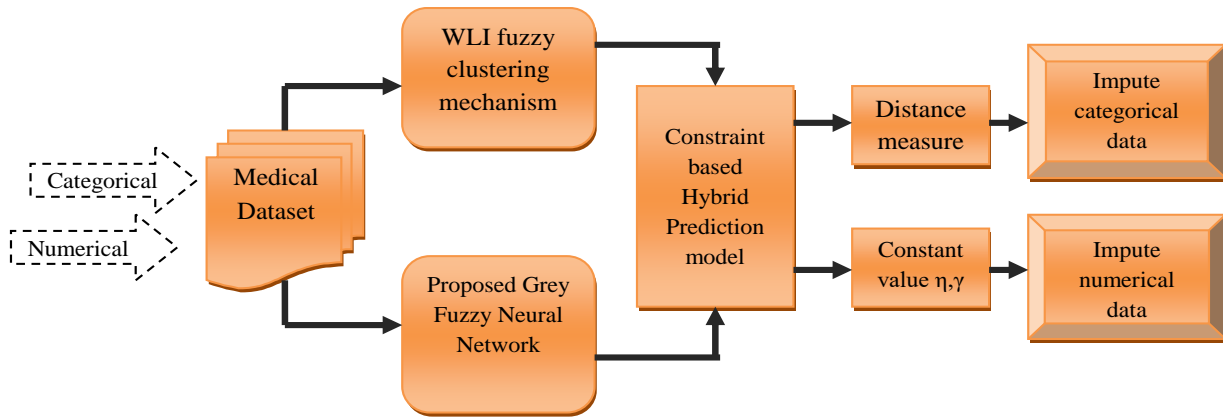 WLI fuzzy
clustering
mechanism
Categorical
Numerical
Medical
Dataset
Proposed Grey
Fuzzy Neural
Network
Constraint
based
Hybrid
Prediction
model
Distance
measure
Impute
categorical
data
Constant
value η,γ
Impute
numerical
data